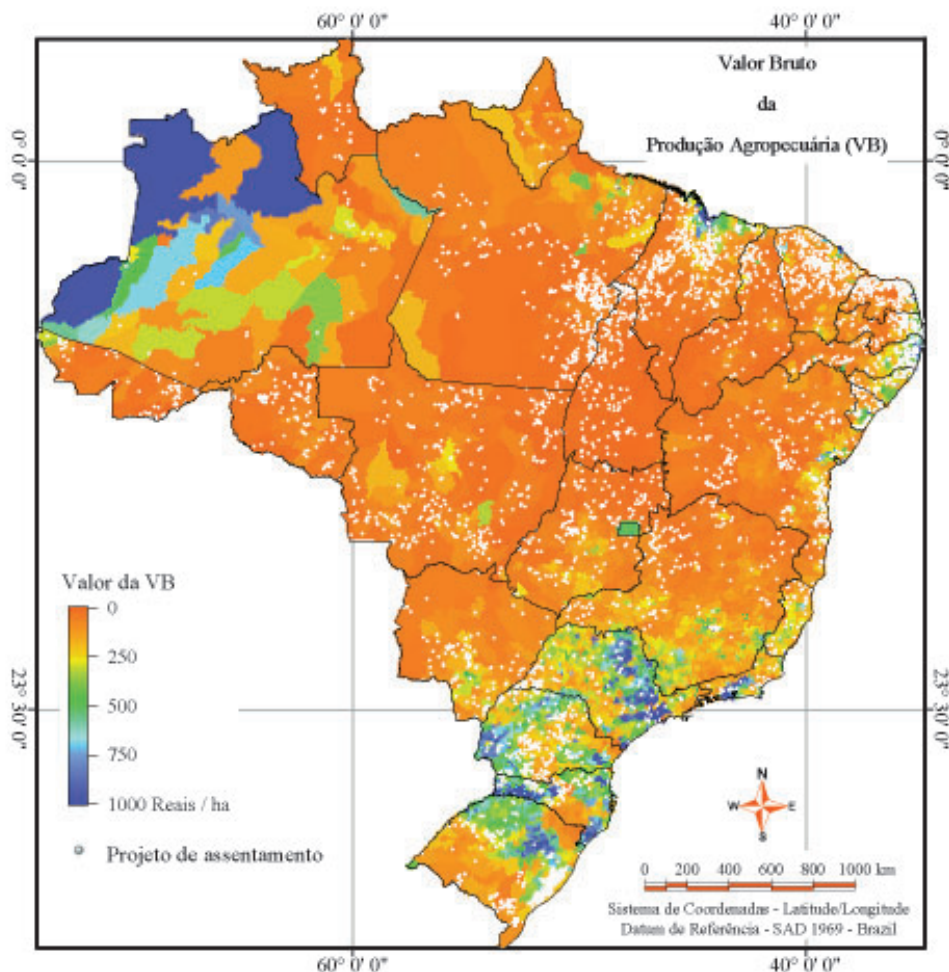 60° 0' 0"
40° 0' 0"
Valor Bruto
da
Produção Agropecuária (VB)
0° 0' 0"
0° 0' 0"
Valor da VB
0
250
500
750
1000 Reais / ha
Projeto de assentamento
23° 30' 0"
23° 30' 0"
N
W E
S
0 200 400 600 800 1000 km
Sistema de Coordenadas - Latitude/Longitude
Datum de Referência - SAD 1969 - Brazil
60° 0' 0"
40° 0' 0"